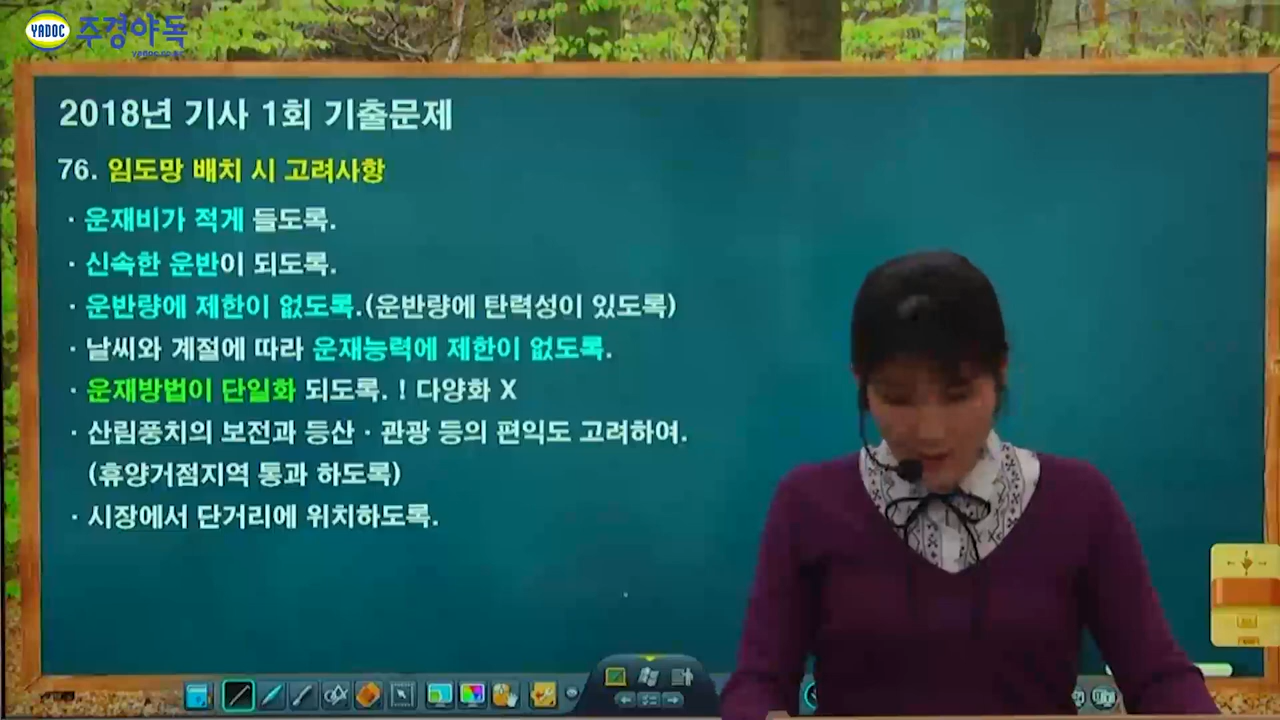 YADOC 주경야독
yadoc.co.kr
2018년 기사 1회 기출문제
76. 임도망 배치 시 고려사항
· 운재비가 적게 들도록.
· 신속한 운반이 되도록.
· 운반량에 제한이 없도록.(운반량에 탄력성이 있도록)
· 날씨와 계절에 따라 운재능력에 제한이 없도록.
· 운재방법이 단일화 되도록. ! 다양화 X
· 산림풍치의 보전과 등산 · 관광 등의 편익도 고려하여.
(휴양거점지역 통과 하도록)
· 시장에서 단거리에 위치하도록.